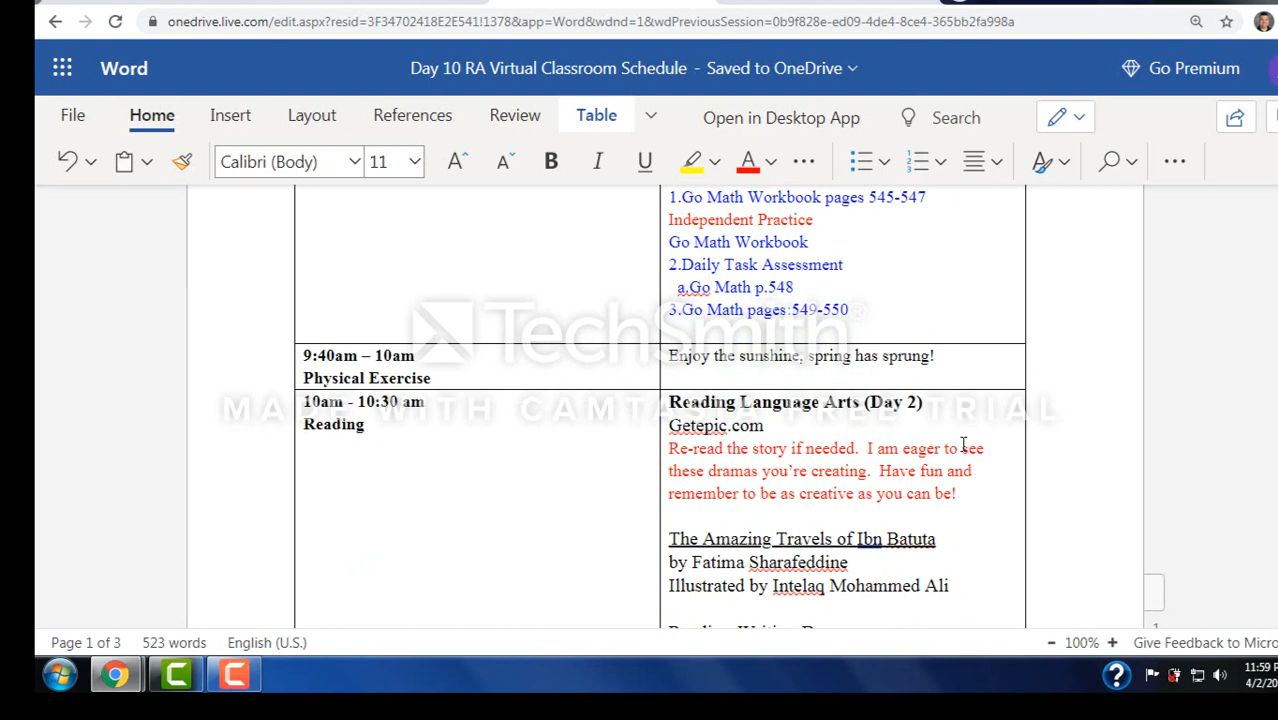 onedrive.live.com/edit.aspx?resid=3F34702418E2E541!1378&app=Word&wdnd=1&wdPreviousSession=0b9f828e-ed09-4de4-8ce4-365bb2fa998a
Word
Day 10 RA Virtual Classroom Schedule - Saved to OneDrive
Go Premium
File Home Insert Layout References Review Table Open in Desktop App Search
Calibri (Body) 11
1.Go Math Workbook pages 545-547
Independent Practice
Go Math Workbook
2.Daily Task Assessment
a.Go Math p.548
3.Go Math pages:549-550
TechSmith
MADE WITH CAMTASIA FREE TRIAL
9:40am – 10am
Physical Exercise
Enjoy the sunshine, spring has sprung!
10am - 10:30 am
Reading
Reading Language Arts (Day 2)
Getepic.com
Re-read the story if needed. I am eager to see
these dramas you’re creating. Have fun and
remember to be as creative as you can be!
The Amazing Travels of Ibn Batuta
by Fatima Sharafeddine
Illustrated by Intelaq Mohammed Ali
Page 1 of 3 523 words English (U.S.) 100% Give Feedback to Micro
11:59
4/2/20